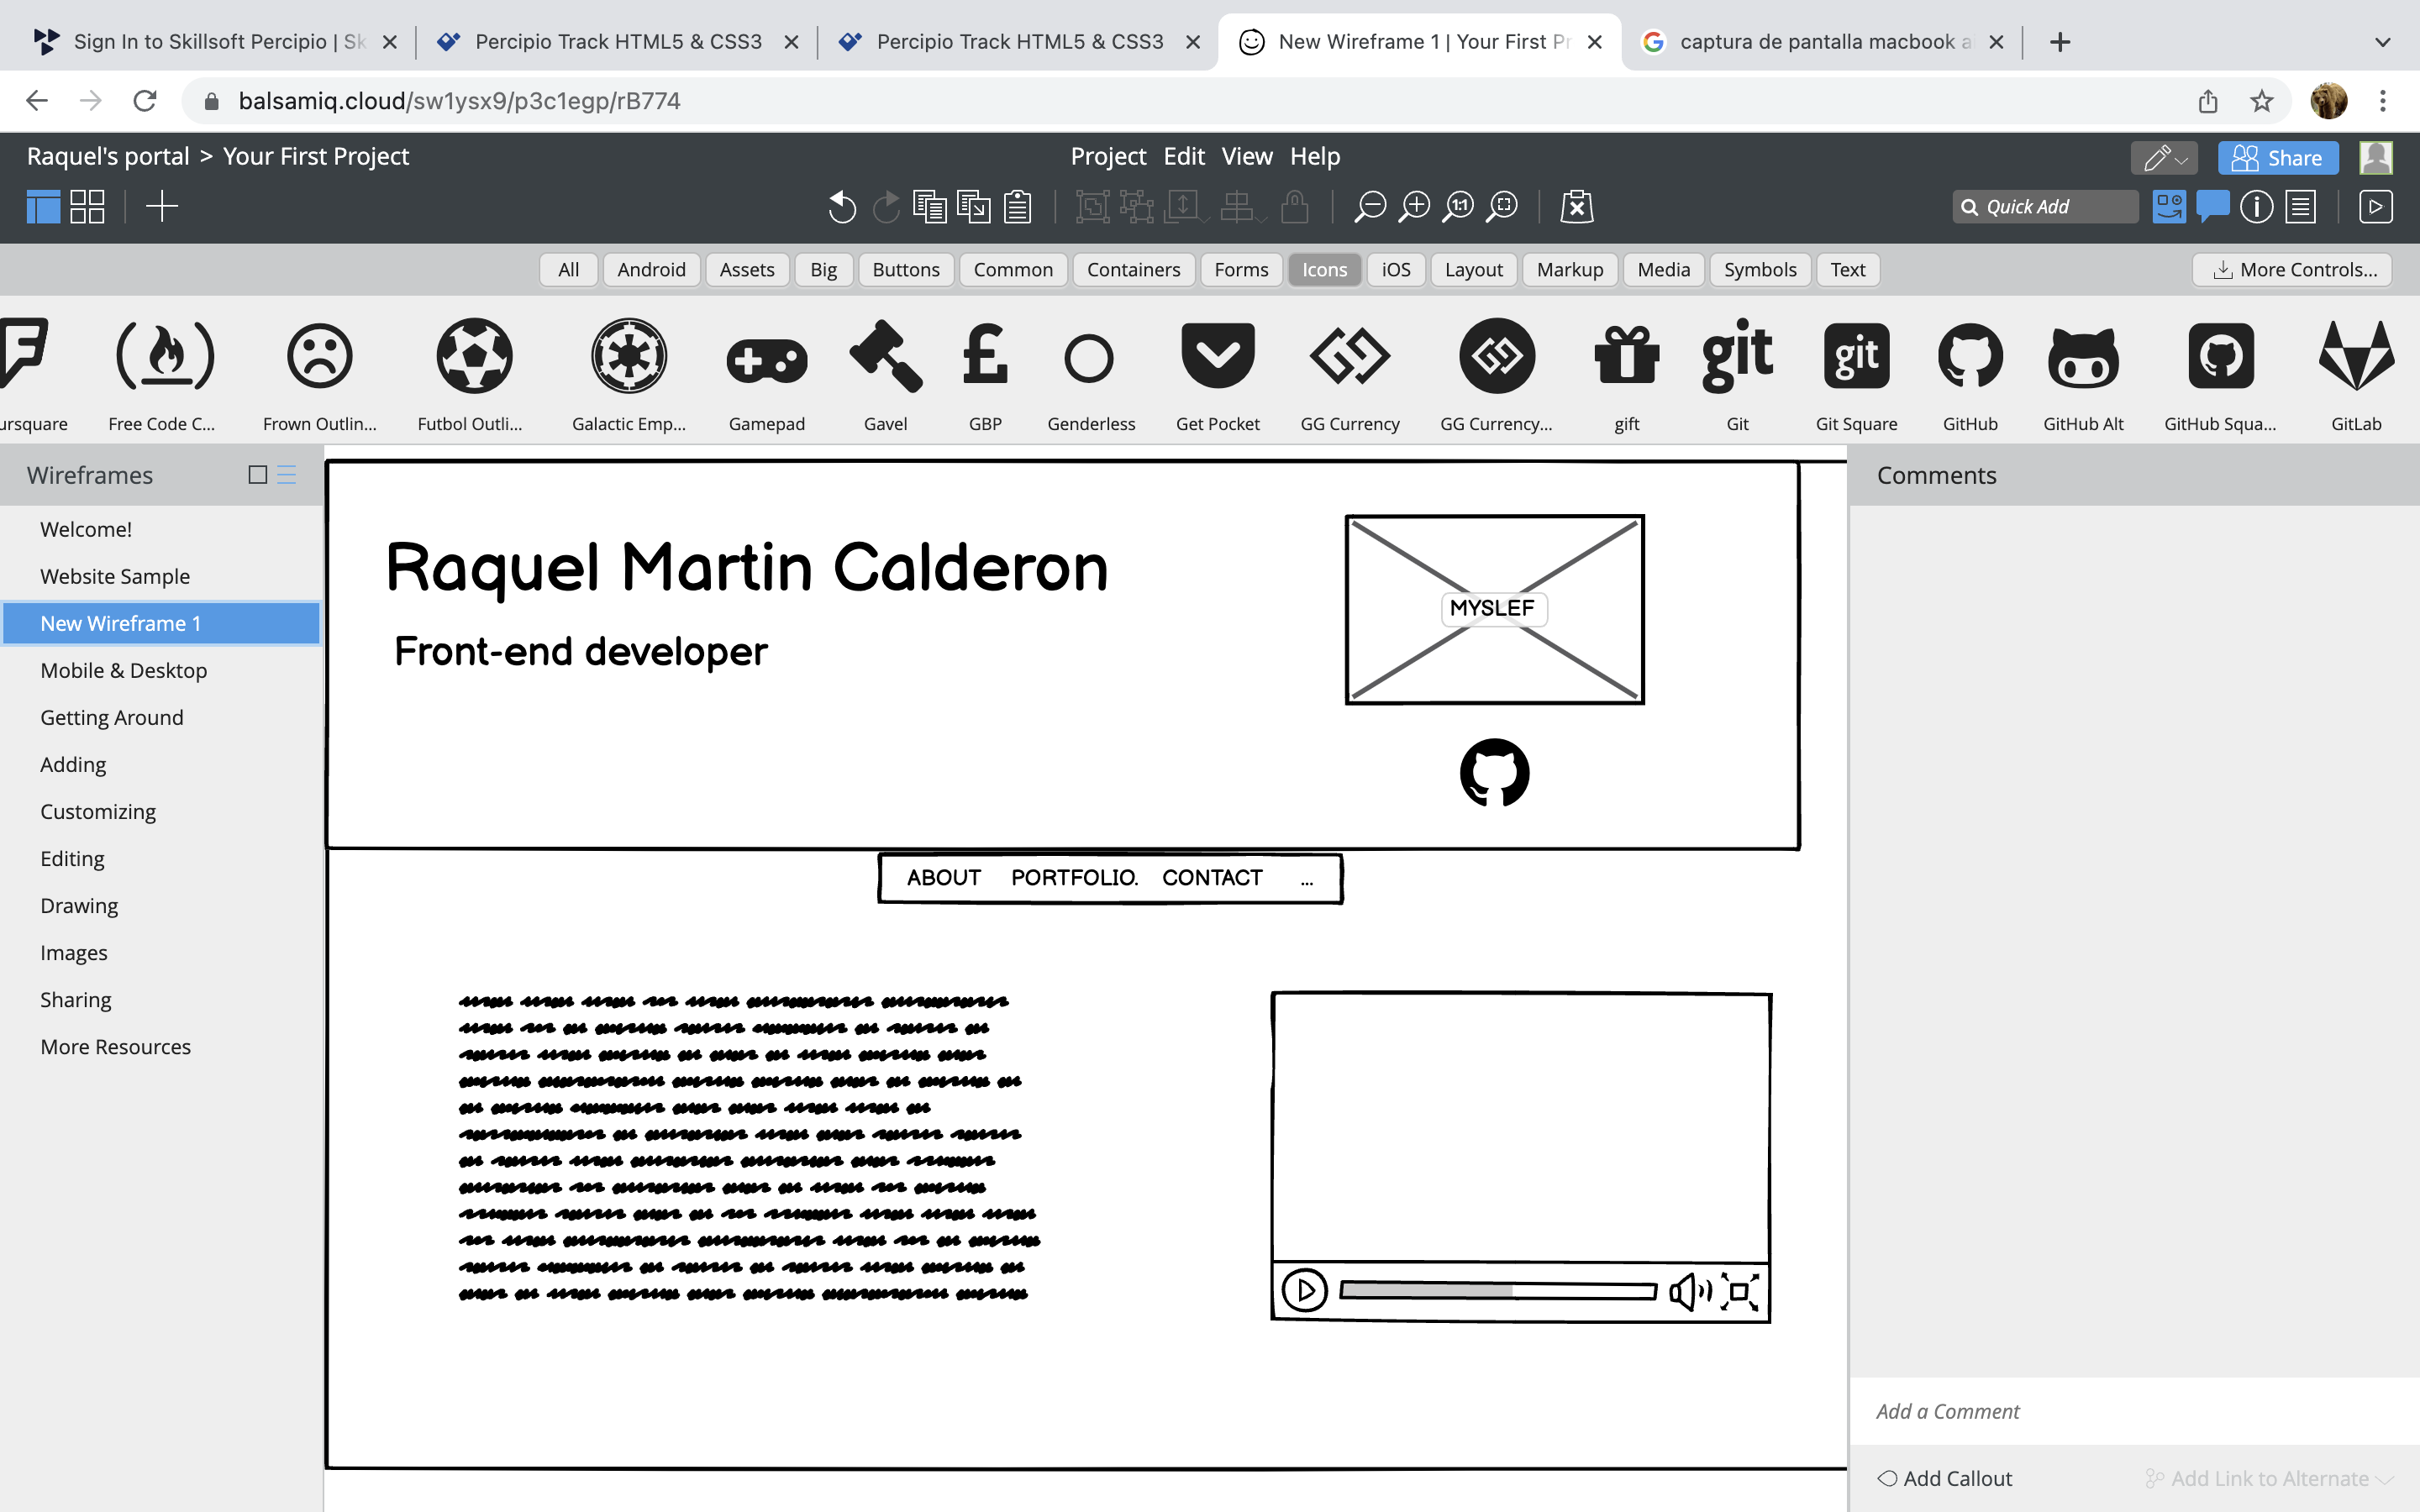 Sign In to Skillsoft Percipio | Sk
Percipio Track HTML5 & CSS3
Percipio Track HTML5 & CSS3
New Wireframe 1 | Your First Pr
captura de pantalla macbook a
balsamiq.cloud/sw1ysx9/p3c1egp/rB774
Raquel's portal > Your First Project
Project Edit View Help
Share
1:1
Quick Add
All Android Assets Big Buttons Common Containers Forms Icons iOS Layout Markup Media Symbols Text
More Controls...
git git
ursquare Free Code C... Frown Outlin... Futbol Outli... Galactic Emp... Gamepad Gavel GBP Genderless Get Pocket GG Currency GG Currency... gift Git Git Square GitHub GitHub Alt GitHub Squa... GitLab
Wireframes
Welcome!
Website Sample
New Wireframe 1
Mobile & Desktop
Getting Around
Adding
Customizing
Editing
Drawing
Images
Sharing
More Resources
Raquel Martin Calderon
Front-end developer
MYSLEF
ABOUT PORTFOLIO. CONTACT ...
Comments
Add a Comment
Add Callout
Add Link to Alternate